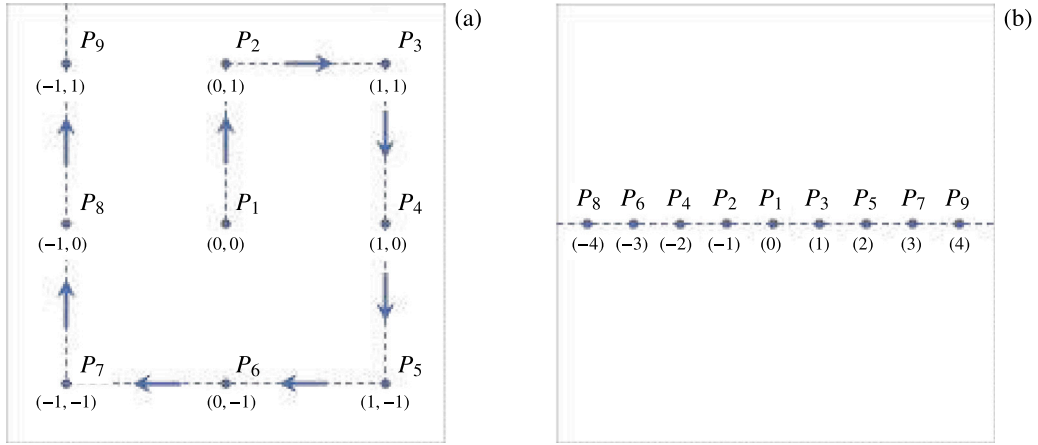 (a)
P9 P2 P3
(-1, 1) (0, 1) (1, 1)
P8 P1 P4
(-1, 0) (0, 0) (1, 0)
P7 P6 P5
(-1, -1) (0, -1) (1, -1)
(b)
P8 P6 P4 P2 P1 P3 P5 P7 P9
(-4) (-3) (-2) (-1) (0) (1) (2) (3) (4)